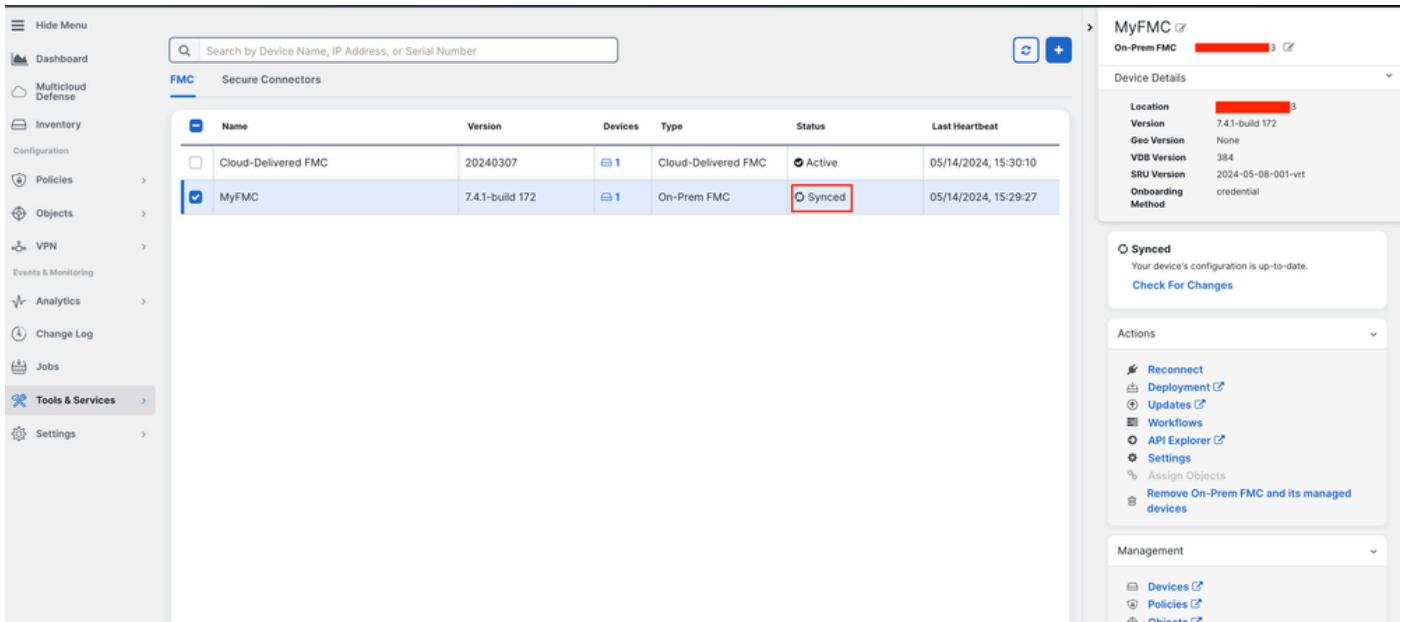 Hide Menu
Dashboard
Multicloud
Defense
Inventory
Configuration
Policies
Objects
VPN
Events & Monitoring
Analytics
Change Log
Jobs
Tools & Services
Settings
Search by Device Name, IP Address, or Serial Number
FMC Secure Connectors
Name Version Devices Type Status Last Heartbeat
Cloud-Delivered FMC 20240307 1 Cloud-Delivered FMC Active 05/14/2024, 15:30:10
MyFMC 7.4.1-build 172 1 On-Prem FMC Synced 05/14/2024, 15:29:27
MyFMC
On-Prem FMC 3
Device Details
Location 3
Version 7.4.1-build 172
Geo Version None
VDB Version 384
SRU Version 2024-05-08-001-vrt
Onboarding credential
Method
Synced
Your device's configuration is up-to-date.
Check For Changes
Actions
Reconnect
Deployment
Updates
Workflows
API Explorer
Settings
Assign Objects
Remove On-Prem FMC and its managed
devices
Management
Devices
Policies
Objects